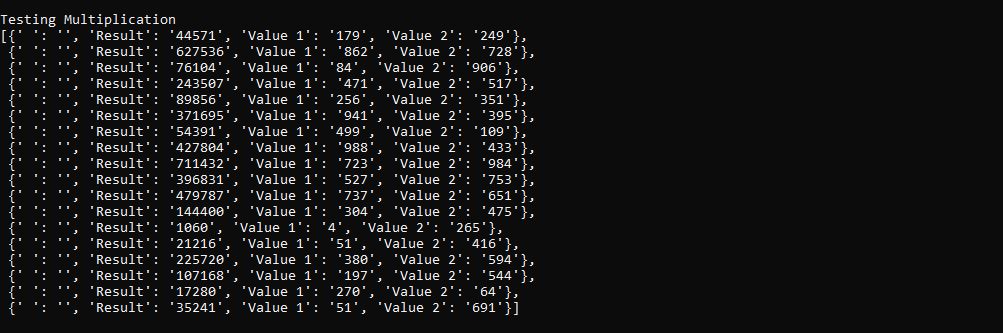 Testing Multiplication
[{' ': '', 'Result': '44571', 'Value 1': '179', 'Value 2': '249'},
 {' ': '', 'Result': '627536', 'Value 1': '862', 'Value 2': '728'},
 {' ': '', 'Result': '76104', 'Value 1': '84', 'Value 2': '906'},
 {' ': '', 'Result': '243507', 'Value 1': '471', 'Value 2': '517'},
 {' ': '', 'Result': '89856', 'Value 1': '256', 'Value 2': '351'},
 {' ': '', 'Result': '371695', 'Value 1': '941', 'Value 2': '395'},
 {' ': '', 'Result': '54391', 'Value 1': '499', 'Value 2': '109'},
 {' ': '', 'Result': '427804', 'Value 1': '988', 'Value 2': '433'},
 {' ': '', 'Result': '711432', 'Value 1': '723', 'Value 2': '984'},
 {' ': '', 'Result': '396831', 'Value 1': '527', 'Value 2': '753'},
 {' ': '', 'Result': '479787', 'Value 1': '737', 'Value 2': '651'},
 {' ': '', 'Result': '144400', 'Value 1': '304', 'Value 2': '475'},
 {' ': '', 'Result': '1060', 'Value 1': '4', 'Value 2': '265'},
 {' ': '', 'Result': '21216', 'Value 1': '51', 'Value 2': '416'},
 {' ': '', 'Result': '225720', 'Value 1': '380', 'Value 2': '594'},
 {' ': '', 'Result': '107168', 'Value 1': '197', 'Value 2': '544'},
 {' ': '', 'Result': '17280', 'Value 1': '270', 'Value 2': '64'},
 {' ': '', 'Result': '35241', 'Value 1': '51', 'Value 2': '691'}]